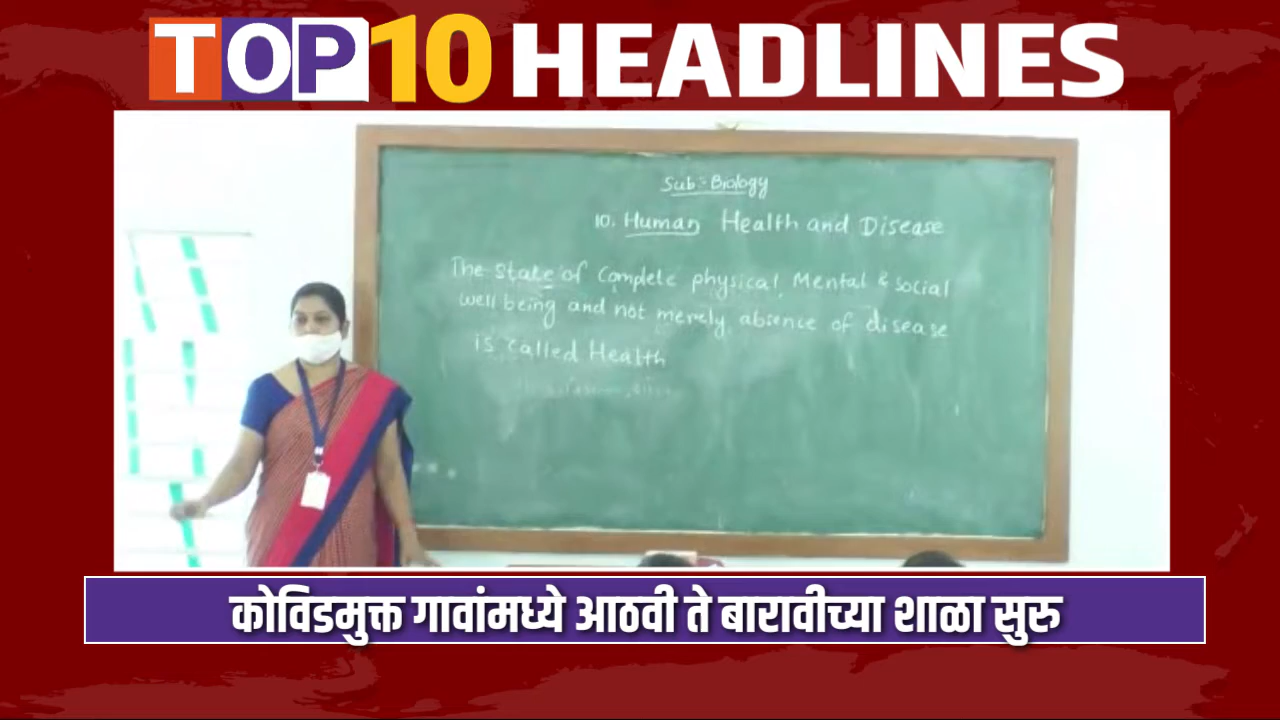 TOP 10 HEADLINES
Sub:- Biology
10. Human Health and Disease
The state of complete physical, Mental & social
well being and not merely absence of disease
is called Health
कोविडमुक्त गावांमध्ये आठवी ते बारावीच्या शाळा सुरु